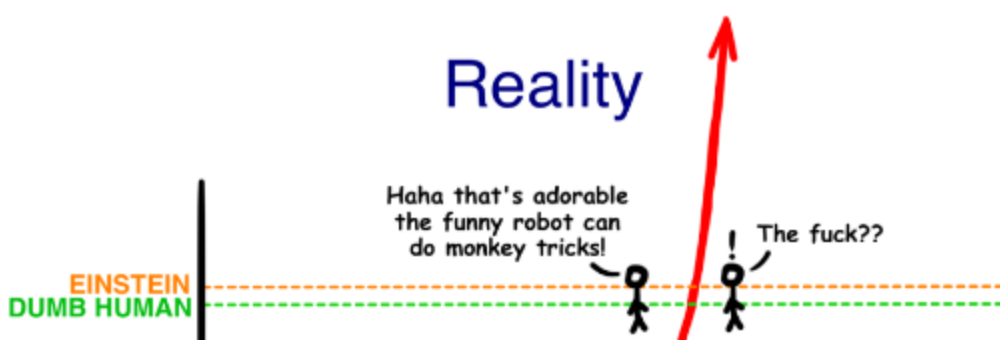 Reality
Haha that's adorable
the funny robot can
do monkey tricks!
!
The fuck??
EINSTEIN
DUMB HUMAN